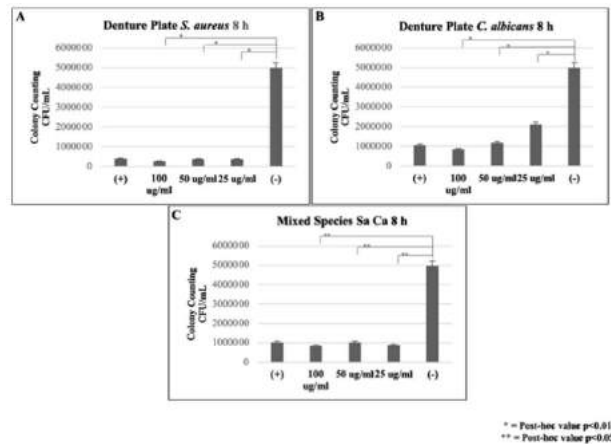 A
Denture Plate S. aureus 8 h
Colony Counting
CFU/mL
6000000
5000000
4000000
3000000
2000000
1000000
0
(+)
100
ug/ml
50 ug/ml
25 ug/ml
(-)
*
*
*
B
Denture Plate C. albicans 8 h
Colony Counting
CFU/mL
6000000
5000000
4000000
3000000
2000000
1000000
0
(+)
100
ug/ml
50 ug/ml
25 ug/ml
(-)
*
*
*
C
Mixed Species Sa Ca 8 h
Colony Counting
CFU/mL
6000000
5000000
4000000
3000000
2000000
1000000
0
(+)
100
ug/ml
50 ug/ml
25 ug/ml
(-)
**
**
**
* = Post-hoc value p<0.01
** = Post-hoc value p<0.05